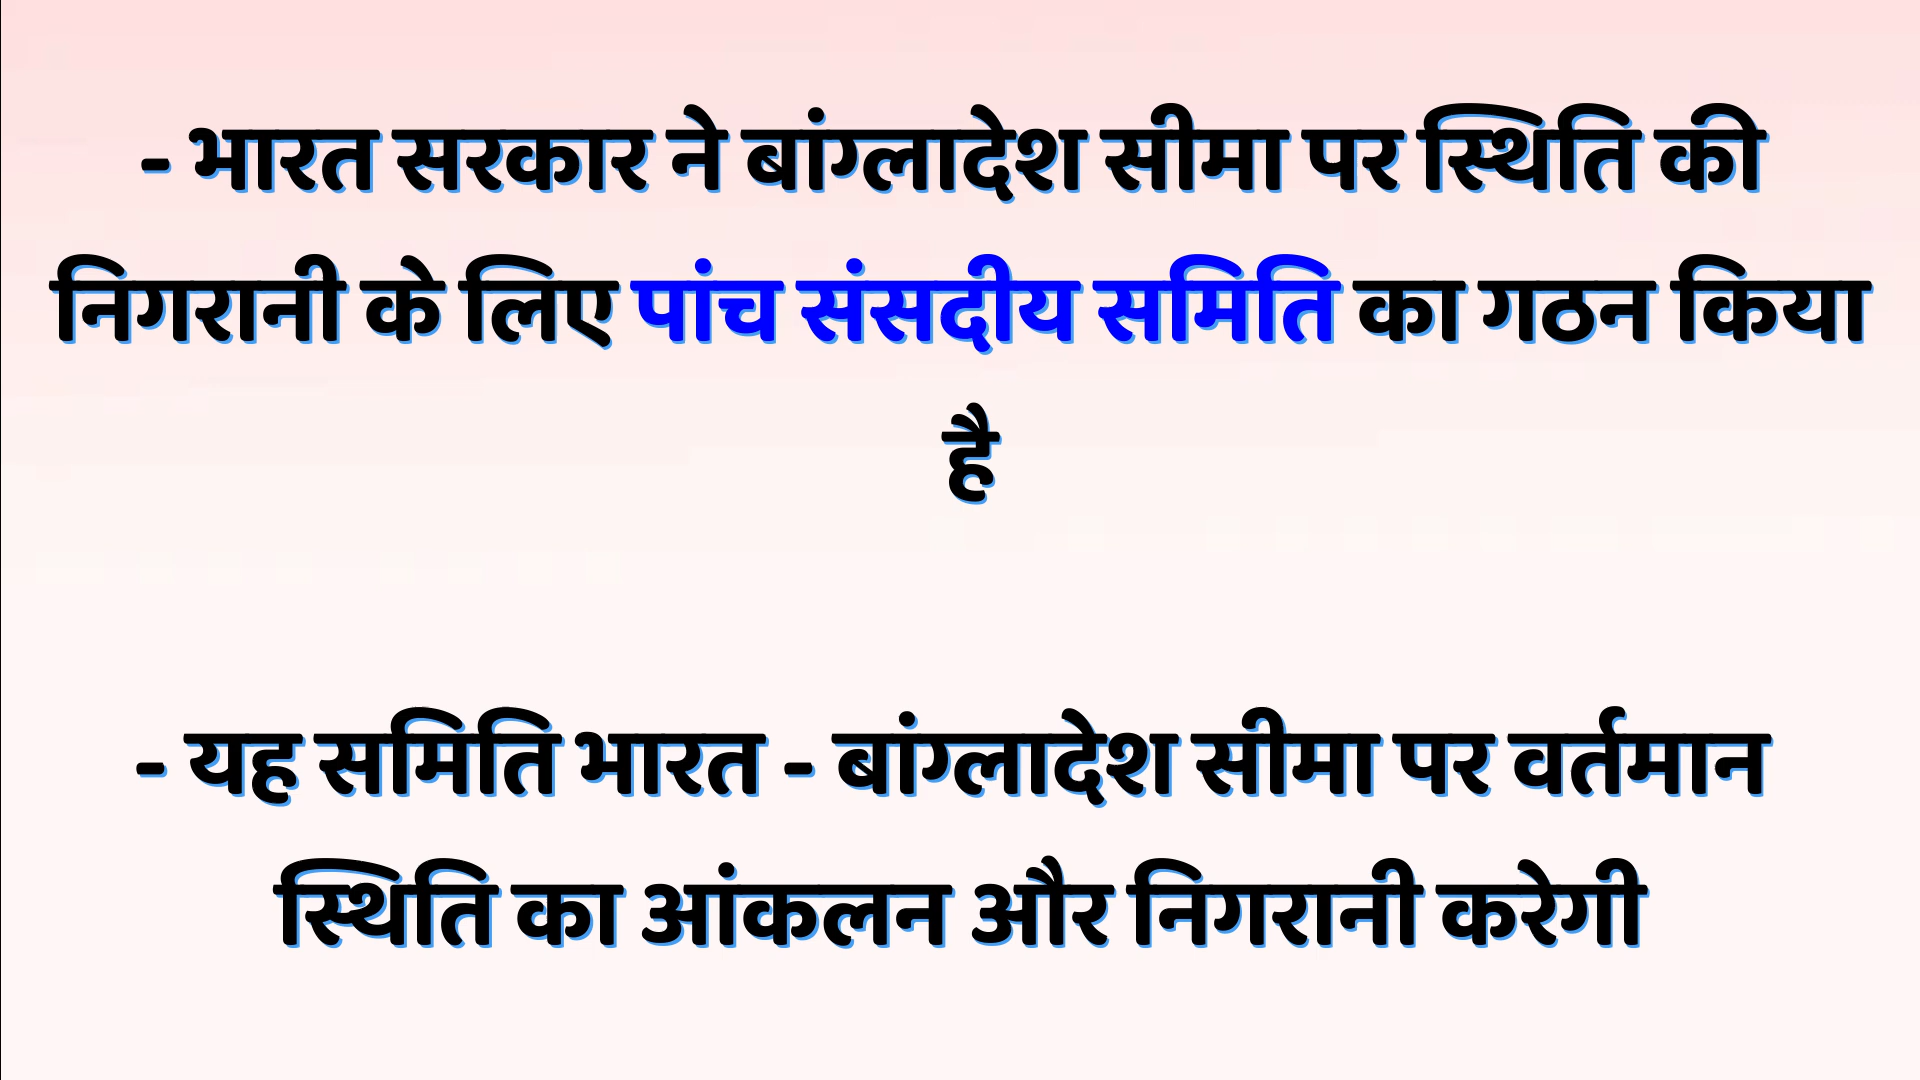 - भारत सरकार ने बांग्लादेश सीमा पर स्थिति की
निगरानी के लिए पांच संसदीय समिति का गठन किया
है
- यह समिति भारत - बांग्लादेश सीमा पर वर्तमान
स्थिति का आंकलन और निगरानी करेगी